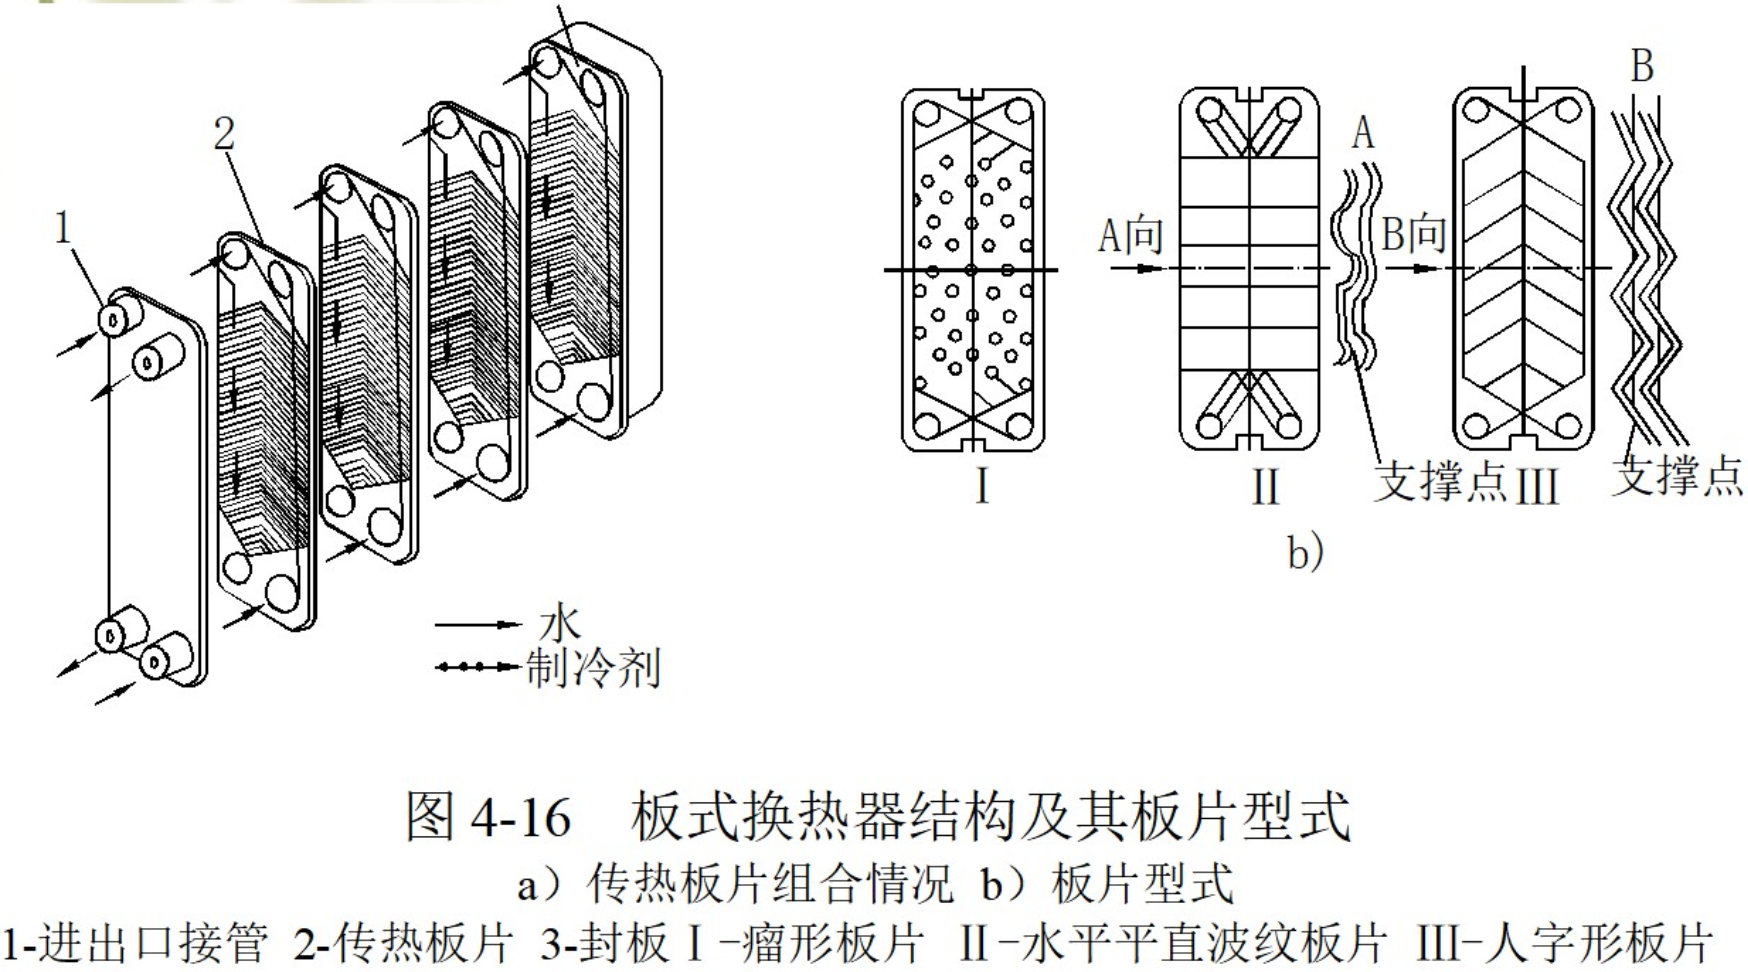 1
2
水
制冷剂
A向
A
B向
B
支撑点
支撑点
I
II
III
b)
图 4-16 板式换热器结构及其板片型式
a）传热板片组合情况 b）板片型式
1-进出口接管 2-传热板片 3-封板 I-瘤形板片 II-水平平直波纹板片 III-人字形板片